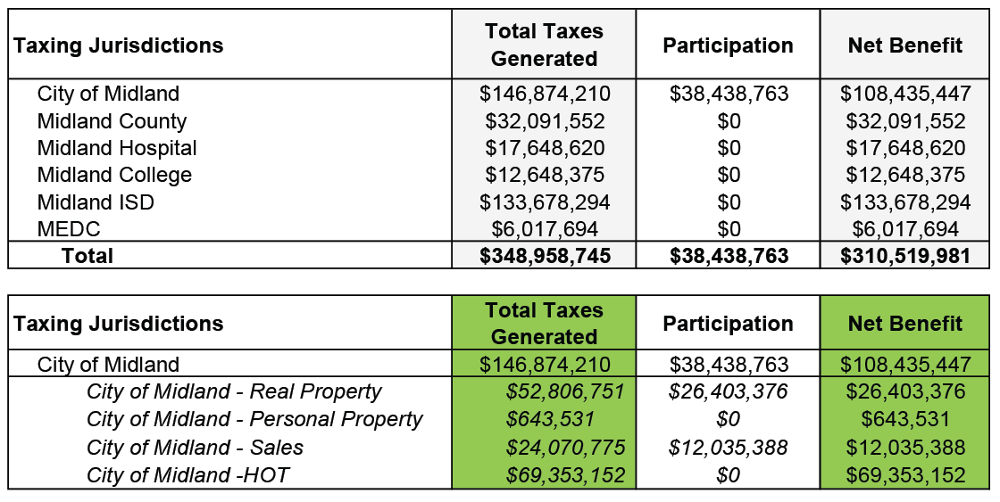 Taxing Jurisdictions Total Taxes Generated Participation Net Benefit
City of Midland $146,874,210 $38,438,763 $108,435,447
Midland County $32,091,552 $0 $32,091,552
Midland Hospital $17,648,620 $0 $17,648,620
Midland College $12,648,375 $0 $12,648,375
Midland ISD $133,678,294 $0 $133,678,294
MEDC $6,017,694 $0 $6,017,694
Total $348,958,745 $38,438,763 $310,519,981
Taxing Jurisdictions Total Taxes Generated Participation Net Benefit
City of Midland $146,874,210 $38,438,763 $108,435,447
City of Midland - Real Property $52,806,751 $26,403,376 $26,403,376
City of Midland - Personal Property $643,531 $0 $643,531
City of Midland - Sales $24,070,775 $12,035,388 $12,035,388
City of Midland -HOT $69,353,152 $0 $69,353,152